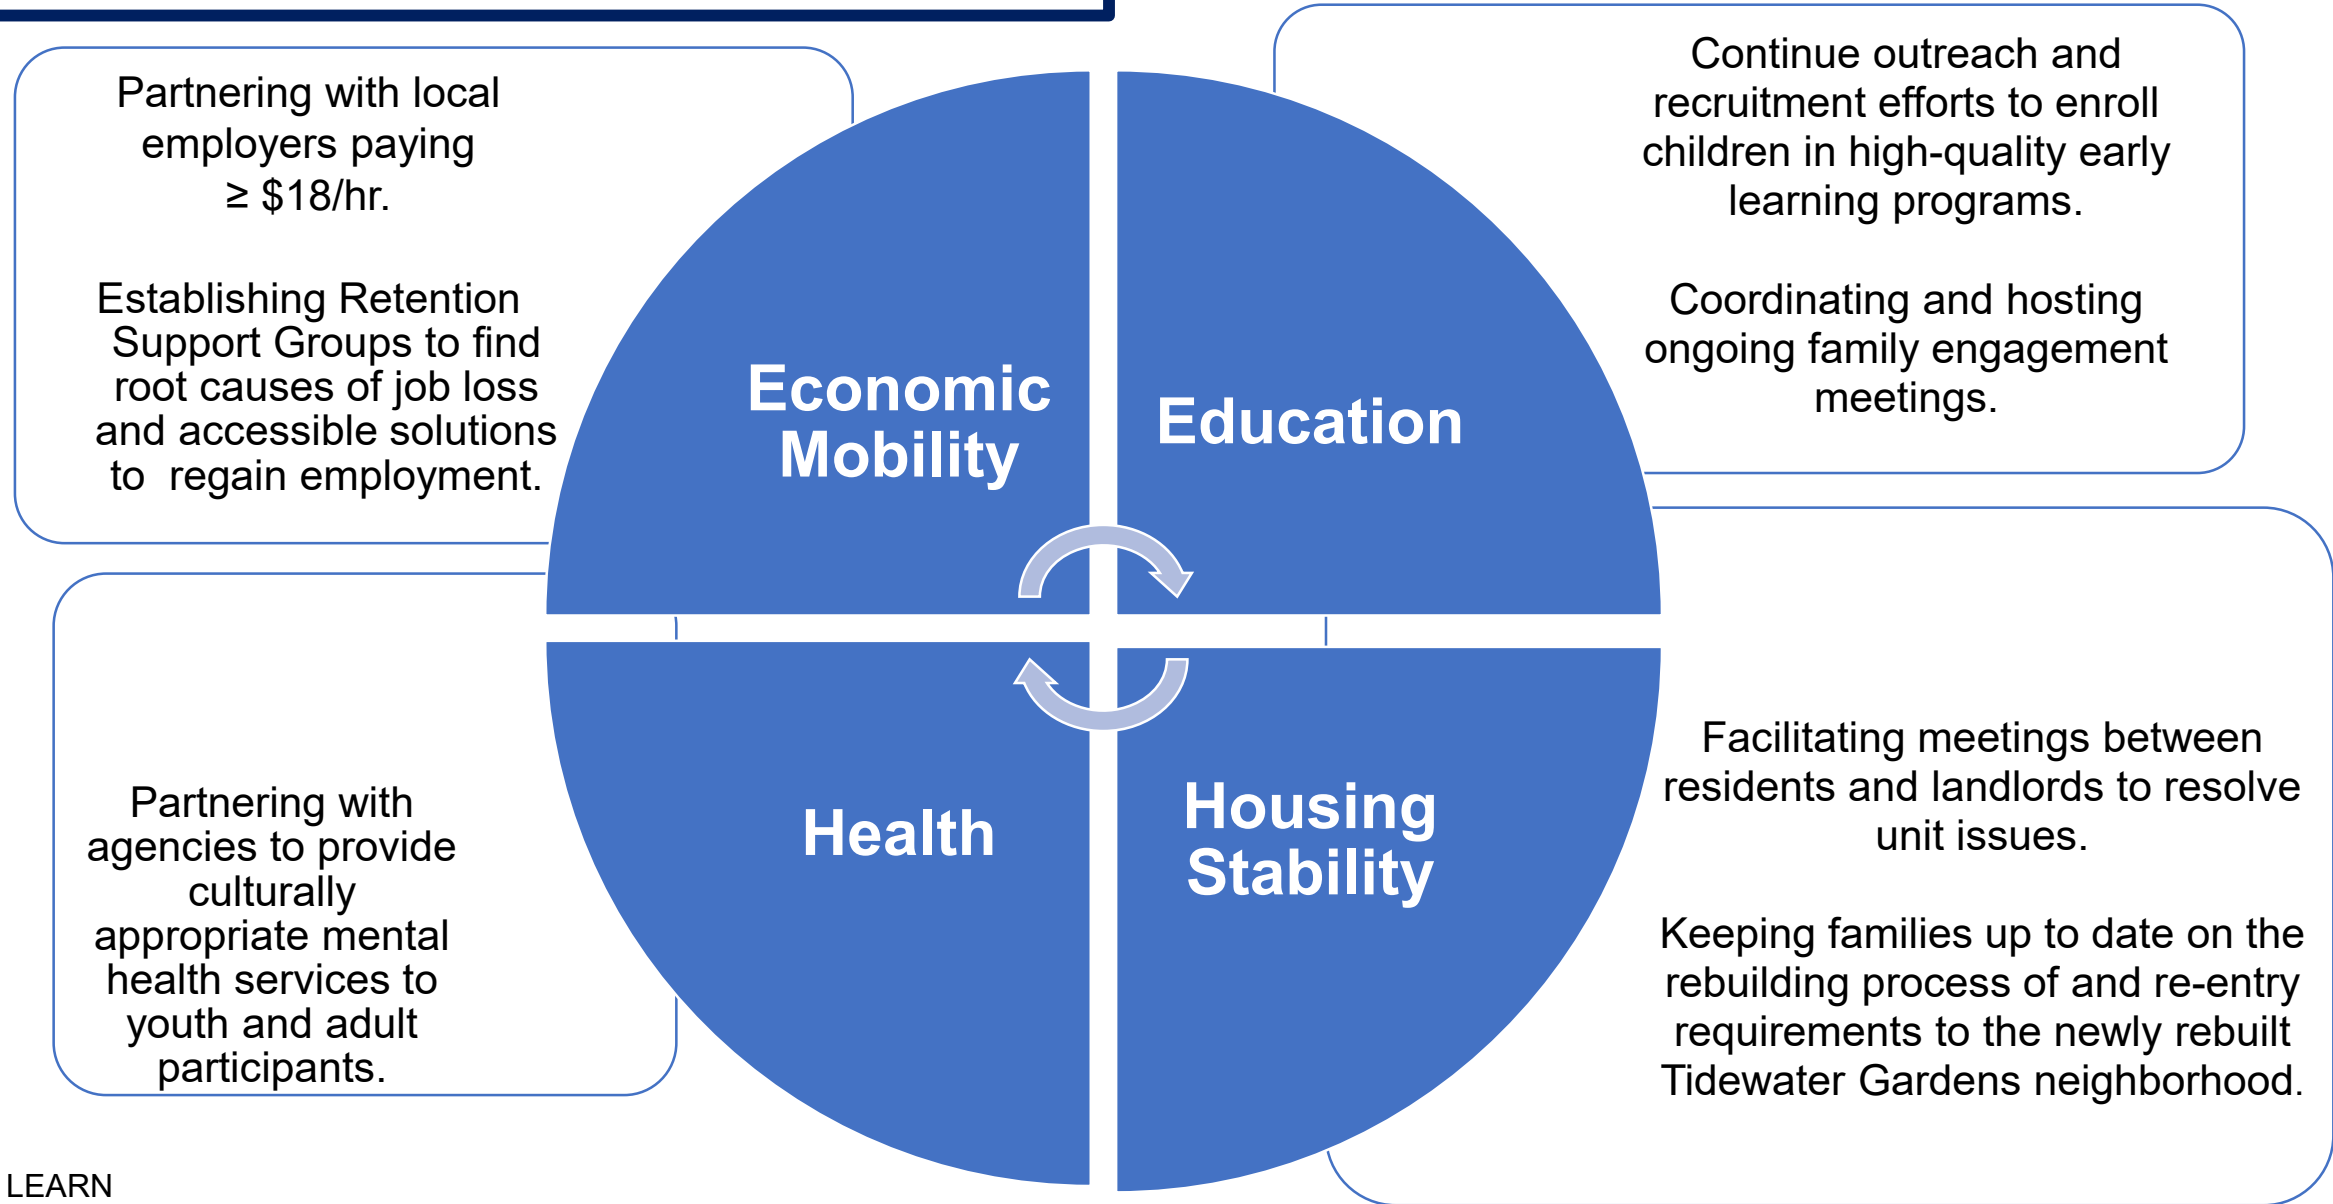 Partnering with local
employers paying
≥ $18/hr.
Establishing Retention
Support Groups to find
root causes of job loss
and accessible solutions
to  regain employment.
Economic
Mobility
Education
Continue outreach and
recruitment efforts to enroll
children in high-quality early
learning programs.
Coordinating and hosting
ongoing family engagement
meetings.
Partnering with
agencies to provide
culturally
appropriate mental
health services to
youth and adult
participants.
Health
Housing
Stability
Facilitating meetings between
residents and landlords to resolve
unit issues.
Keeping families up to date on the
rebuilding process of and re-entry
requirements to the newly rebuilt
Tidewater Gardens neighborhood.
LEARN